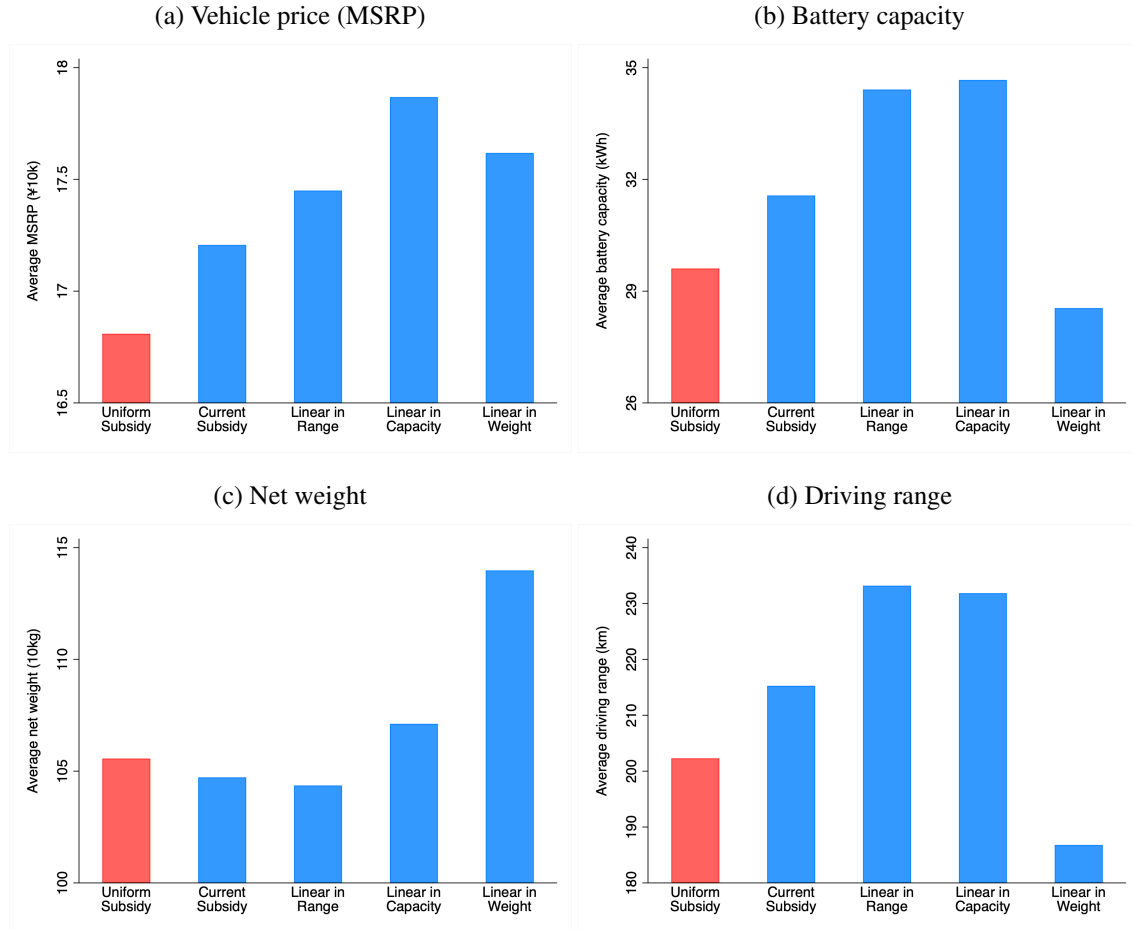 (a) Vehicle price (MSRP)
Average MSRP (¥10k)
18
17.5
17
16.5
Uniform Subsidy
Current Subsidy
Linear in Range
Linear in Capacity
Linear in Weight
(b) Battery capacity
Average battery capacity (kWh)
35
32
29
26
Uniform Subsidy
Current Subsidy
Linear in Range
Linear in Capacity
Linear in Weight
(c) Net weight
Average net weight (10kg)
115
110
105
100
Uniform Subsidy
Current Subsidy
Linear in Range
Linear in Capacity
Linear in Weight
(d) Driving range
Average driving range (km)
240
230
220
210
200
190
180
Uniform Subsidy
Current Subsidy
Linear in Range
Linear in Capacity
Linear in Weight